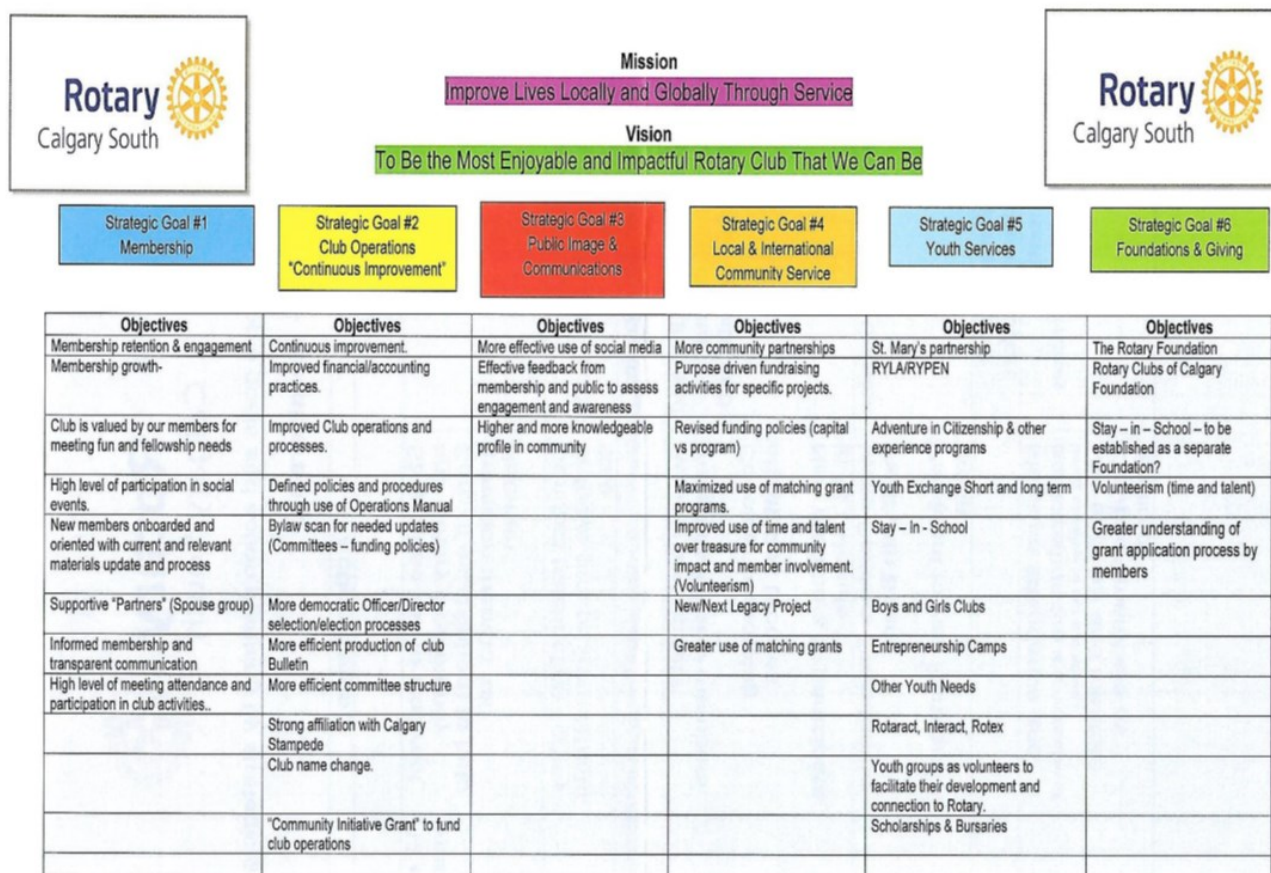 Rotary
Calgary South
Mission
Improve Lives Locally and Globally Through Service
Vision
To Be the Most Enjoyable and Impactful Rotary Club That We Can Be
Rotary
Calgary South
Strategic Goal #1
Membership
Strategic Goal #2
Club Operations
"Continuous Improvement"
Strategic Goal #3
Public Image &
Communications
Strategic Goal #4
Local & International
Community Service
Strategic Goal #5
Youth Services
Strategic Goal #6
Foundations & Giving
Objectives
Membership retention & engagement
Membership growth-
Club is valued by our members for
meeting fun and fellowship needs
High level of participation in social
events.
New members onboarded and
oriented with current and relevant
materials update and process
Supportive "Partners" (Spouse group)
Informed membership and
transparent communication
High level of meeting attendance and
participation in club activities..
Objectives
Continuous improvement.
Improved financial/accounting
practices.
Improved Club operations and
processes.
Defined policies and procedures
through use of Operations Manual
Bylaw scan for needed updates
(Committees – funding policies)
More democratic Officer/Director
selection/election processes
More efficient production of club
Bulletin
More efficient committee structure
Strong affiliation with Calgary
Stampede
Club name change.
"Community Initiative Grant" to fund
club operations
Objectives
More effective use of social media
Effective feedback from
membership and public to assess
engagement and awareness
Higher and more knowledgeable
profile in community
Objectives
More community partnerships
Purpose driven fundraising
activities for specific projects.
Revised funding policies (capital
vs program)
Maximized use of matching grant
programs.
Improved use of time and talent
over treasure for community
impact and member involvement.
(Volunteerism)
New/Next Legacy Project
Greater use of matching grants
Objectives
St. Mary's partnership
RYLA/RYPEN
Adventure in Citizenship & other
experience programs
Youth Exchange Short and long term
Stay – In - School
Boys and Girls Clubs
Entrepreneurship Camps
Other Youth Needs
Rotaract, Interact, Rotex
Youth groups as volunteers to
facilitate their development and
connection to Rotary.
Scholarships & Bursaries
Objectives
The Rotary Foundation
Rotary Clubs of Calgary
Foundation
Stay – in – School – to be
established as a separate
Foundation?
Volunteerism (time and talent)
Greater understanding of
grant application process by
members